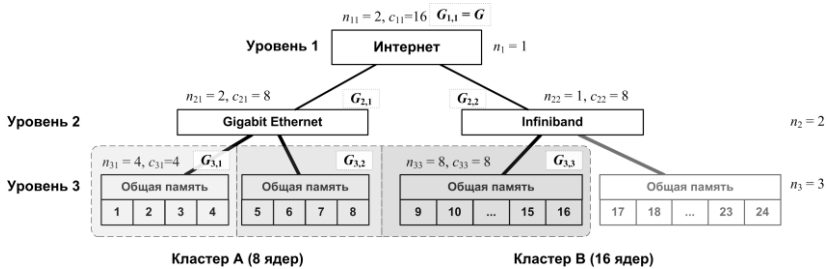 n₁₁ = 2, c₁₁=16 G₁,₁ = G
Уровень 1
Интернет
n₁ = 1
n₂₁ = 2, c₂₁ = 8
G₂,₁
G₂,₂
n₂₂ = 1, c₂₂ = 8
Уровень 2
Gigabit Ethernet
Infiniband
n₂ = 2
n₃₁ = 4, c₃₁=4
G₃,₁
G₃,₂
n₃₃ = 8, c₃₃ = 8
G₃,₃
Уровень 3
Общая память
Общая память
Общая память
Общая память
n₃ = 3
1 2 3 4
5 6 7 8
9 10 ... 15 16
17 18 ... 23 24
Кластер A (8 ядер)
Кластер B (16 ядер)